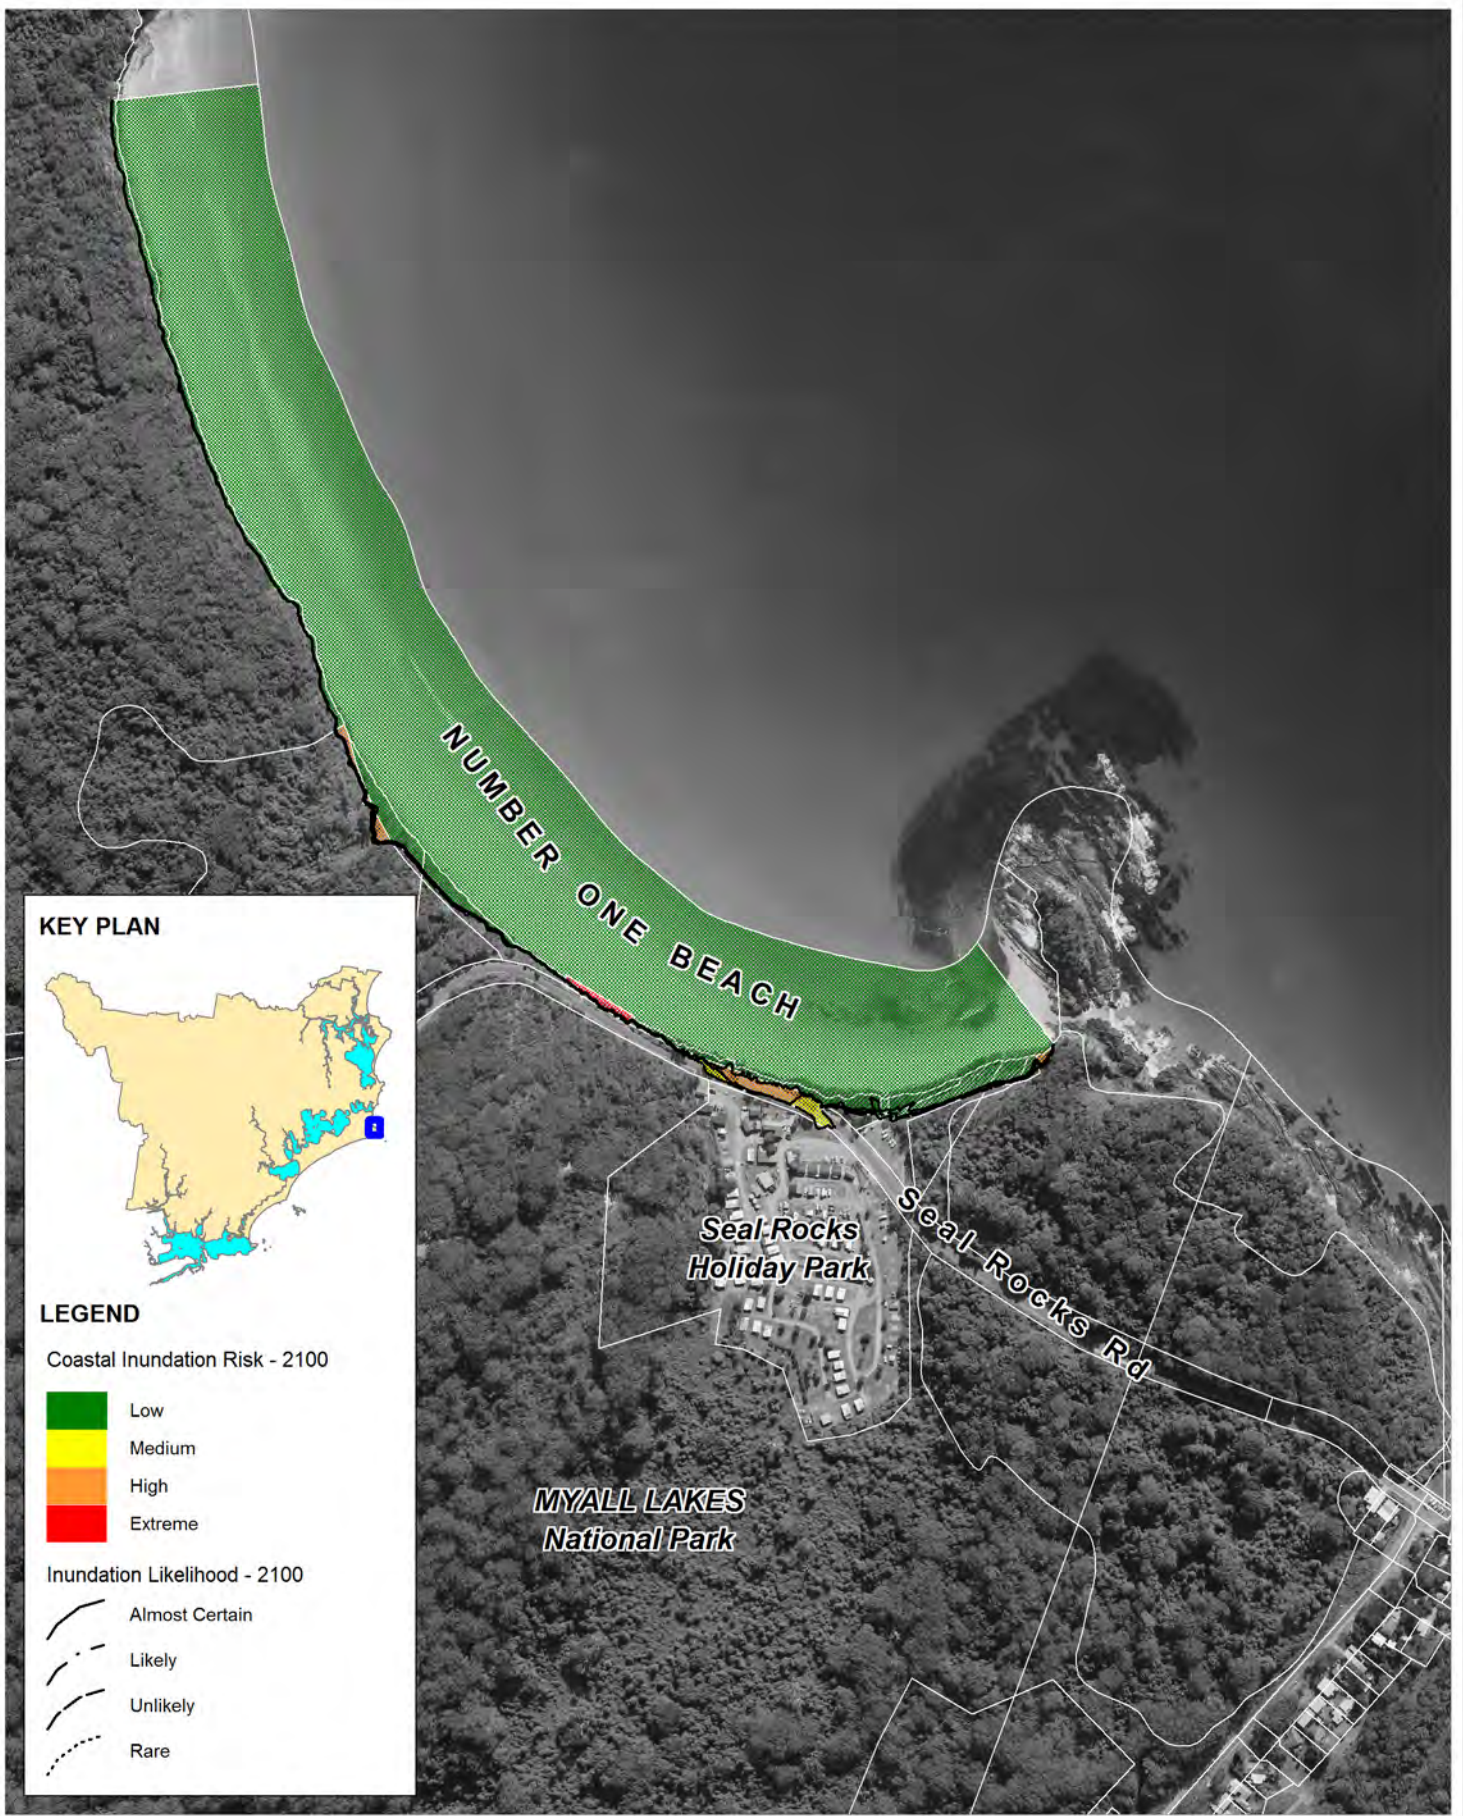 NUMBER ONE BEACH
Seal Rocks
Holiday Park
Seal Rocks Rd
MYALL LAKES
National Park
KEY PLAN
LEGEND
Coastal Inundation Risk - 2100
Low
Medium
High
Extreme
Inundation Likelihood - 2100
Almost Certain
Likely
Unlikely
Rare